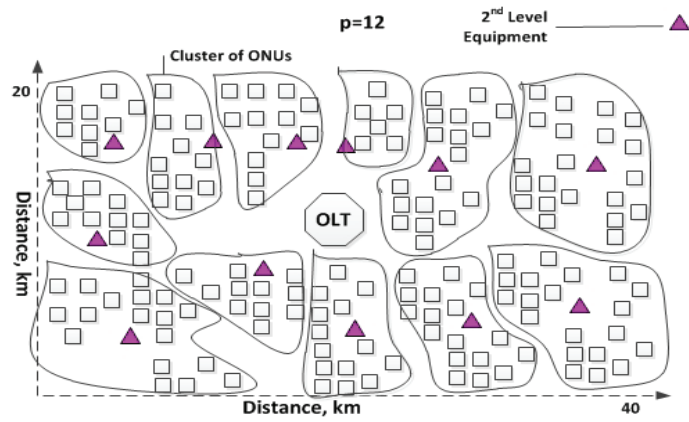 p=12
2nd Level
Equipment
Cluster of ONUs
20
OLT
Distance, km
Distance, km
40